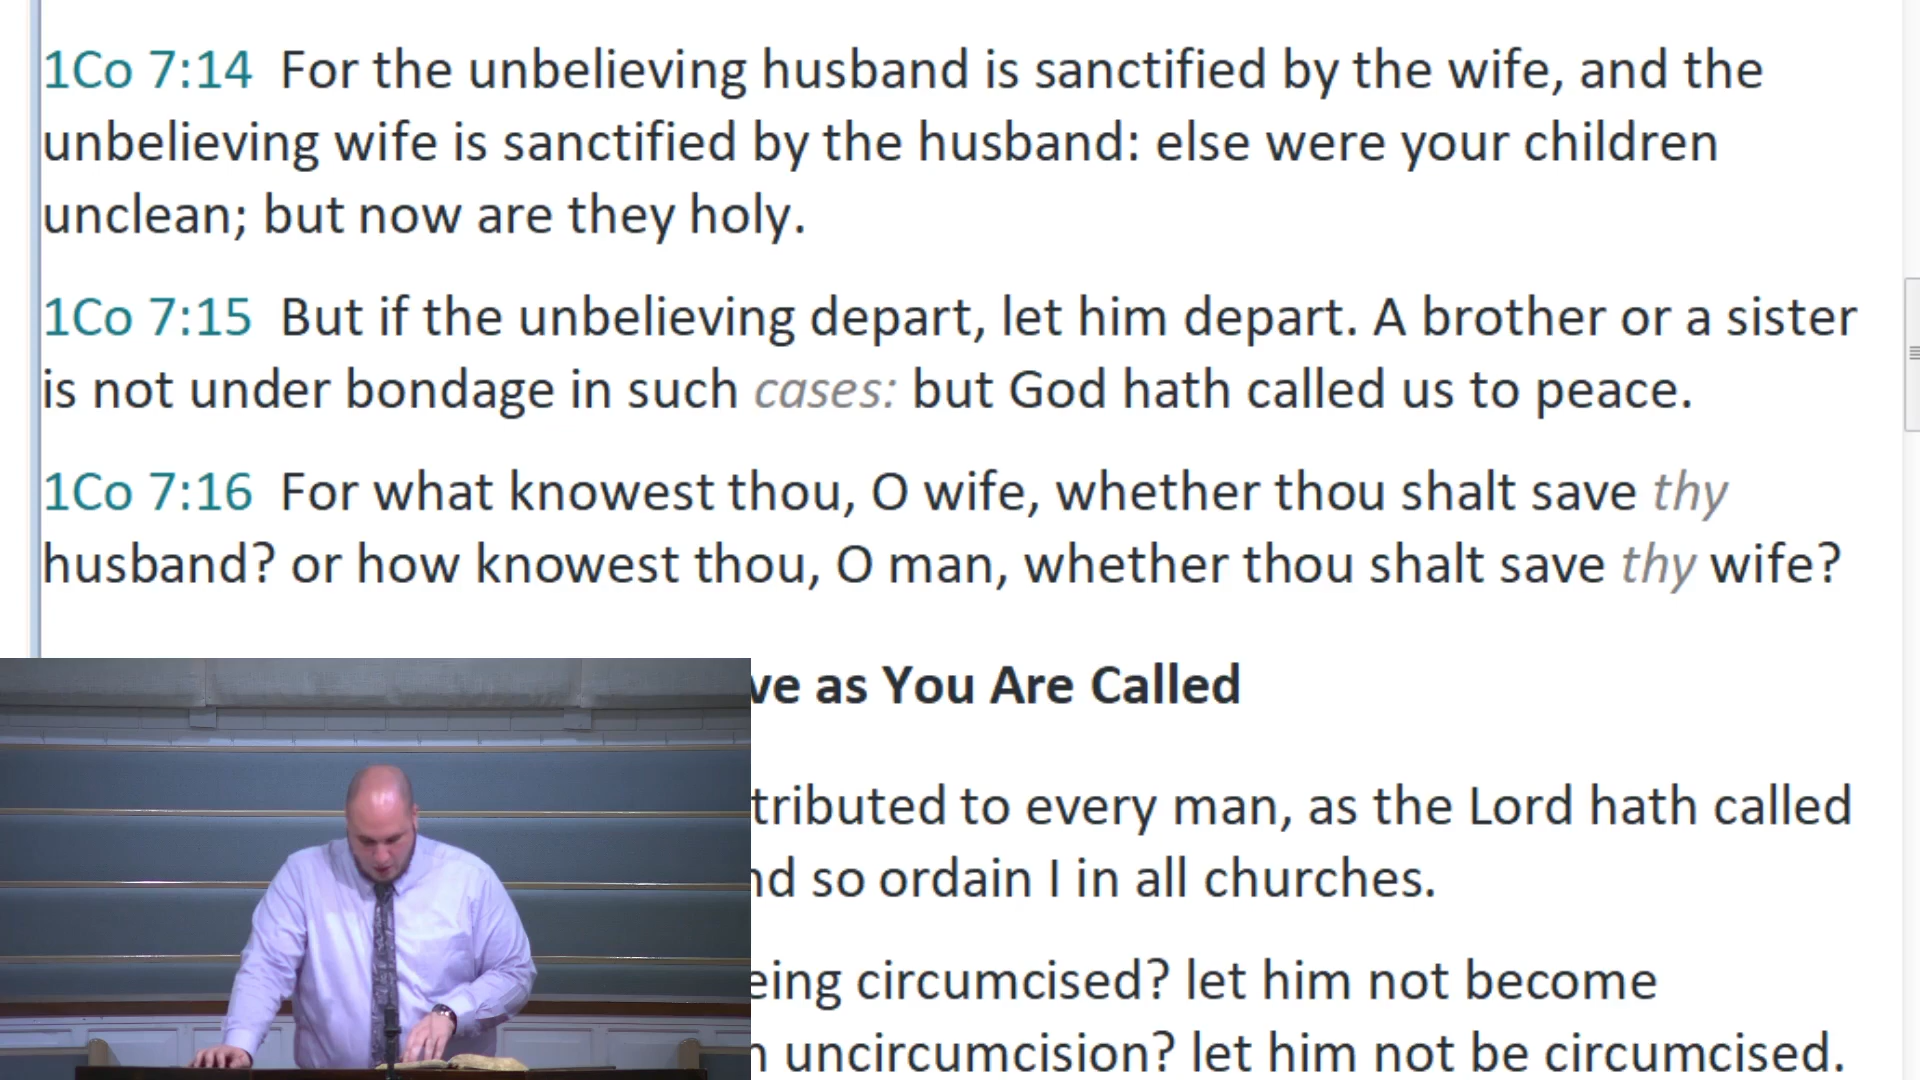 1Co 7:14 For the unbelieving husband is sanctified by the wife, and the
unbelieving wife is sanctified by the husband: else were your children
unclean; but now are they holy.
1Co 7:15 But if the unbelieving depart, let him depart. A brother or a sister
is not under bondage in such cases: but God hath called us to peace.
1Co 7:16 For what knowest thou, O wife, whether thou shalt save thy
husband? or how knowest thou, O man, whether thou shalt save thy wife?
as You Are Called
to every man, as the Lord hath called
so ordain I in all churches.
circumcised? let him not become
uncircumcision? let him not be circumcised.